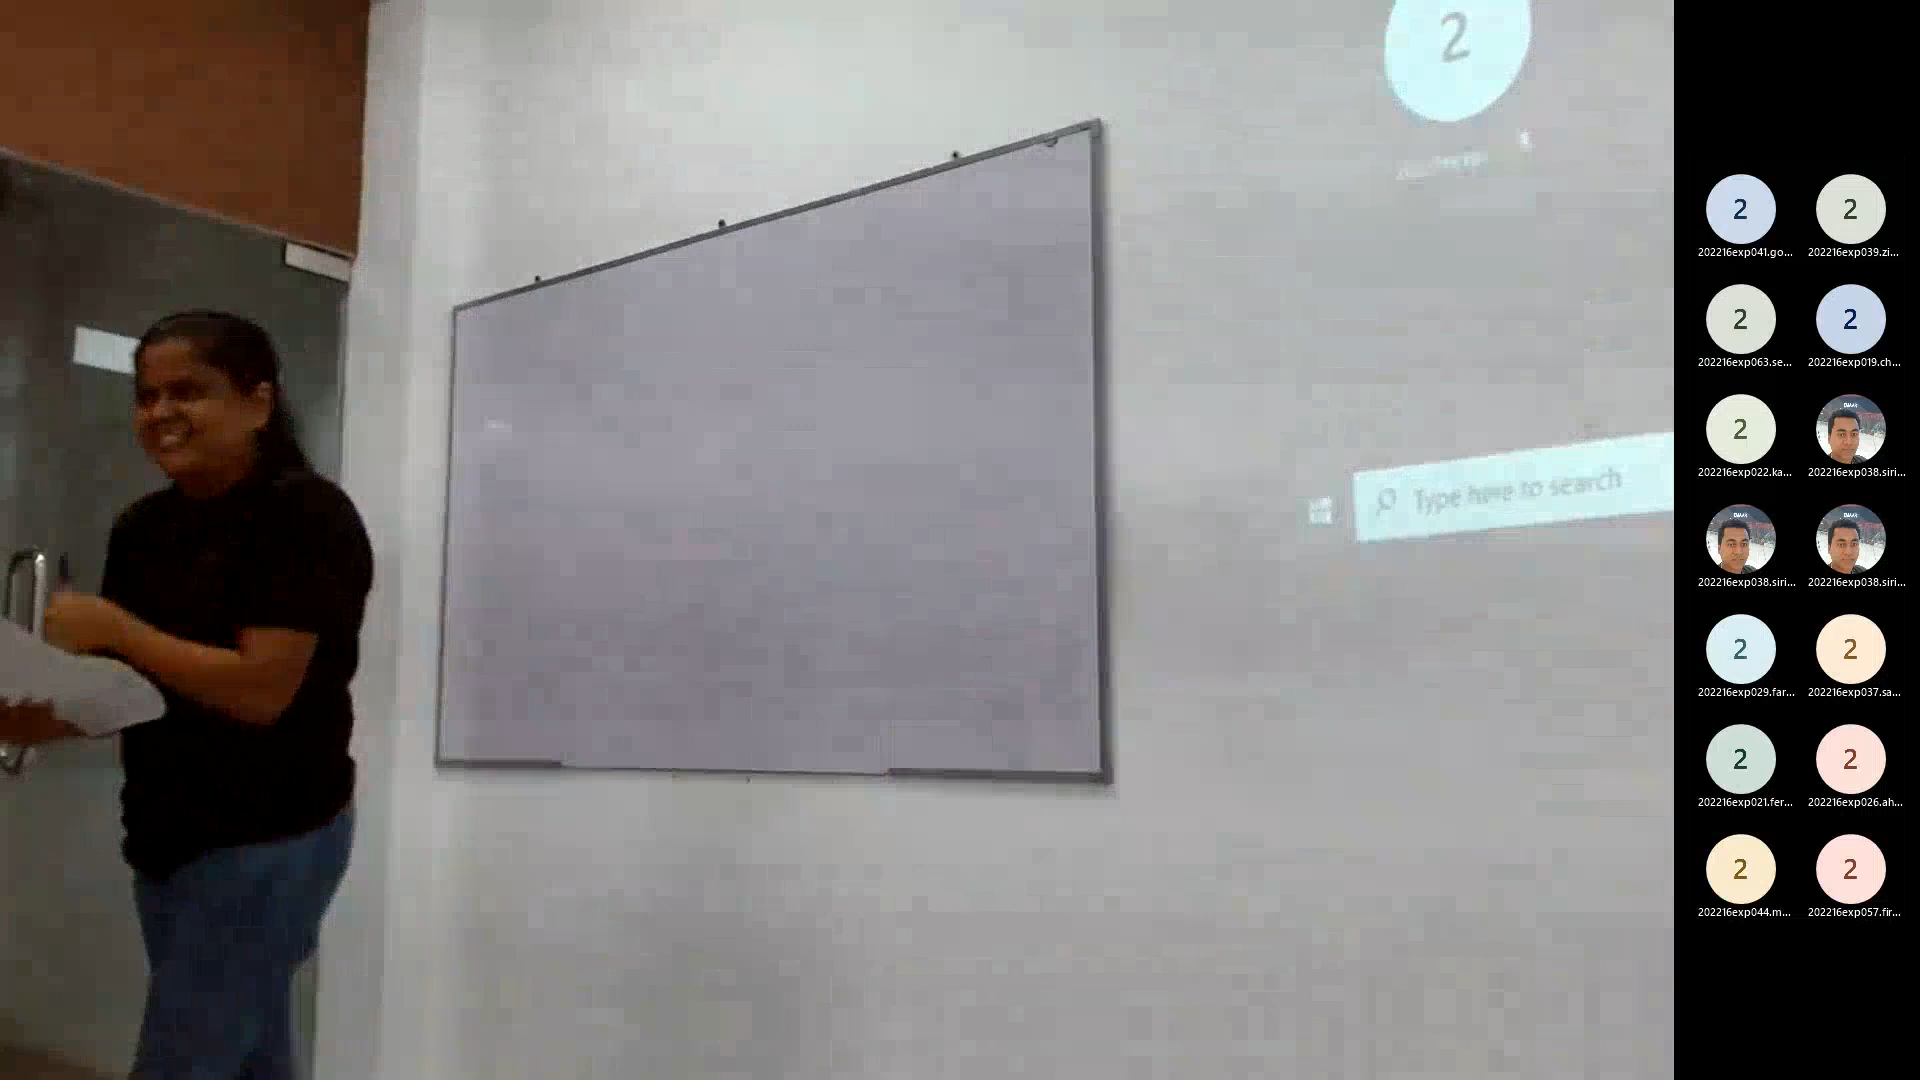 2
Type here to search
2
2
202216exp041.go...
202216exp039.zi...
2
2
202216exp063.se...
202216exp019.ch...
2
202216exp022.ka...
202216exp038.siri...
202216exp038.siri...
202216exp038.siri...
2
2
202216exp029.far...
202216exp037.sa...
2
2
202216exp021.fer...
202216exp026.ah...
2
2
202216exp044.m...
202216exp057.fir...